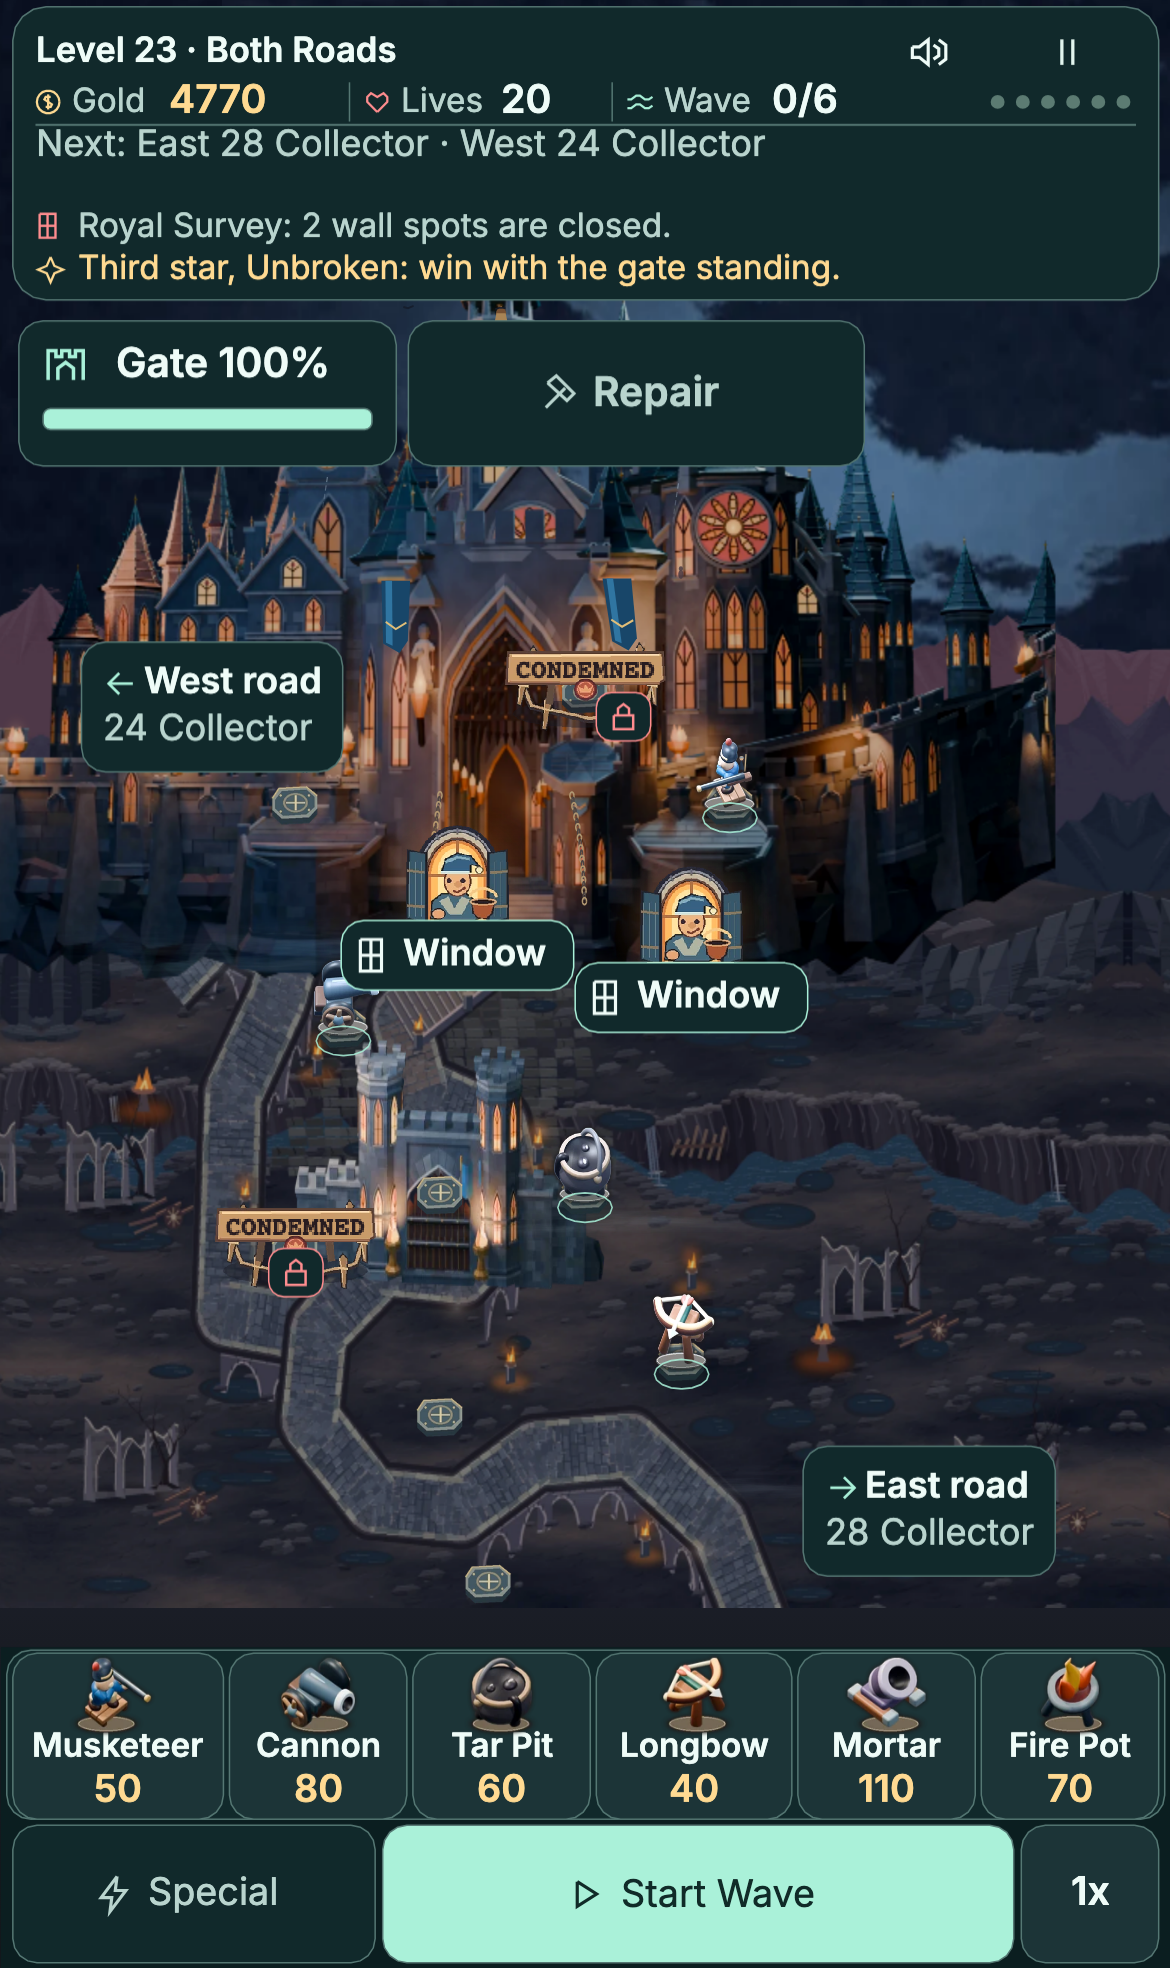 Level 23 · Both Roads
Gold 4770
Lives 20
Wave 0/6
Next: East 28 Collector · West 24 Collector
Royal Survey: 2 wall spots are closed.
Third star, Unbroken: win with the gate standing.
Gate 100%
Repair
CONDEMNED
← West road
24 Collector
Window
Window
CONDEMNED
→ East road
28 Collector
Musketeer
50
Cannon
80
Tar Pit
60
Longbow
40
Mortar
110
Fire Pot
70
Special
Start Wave
1x